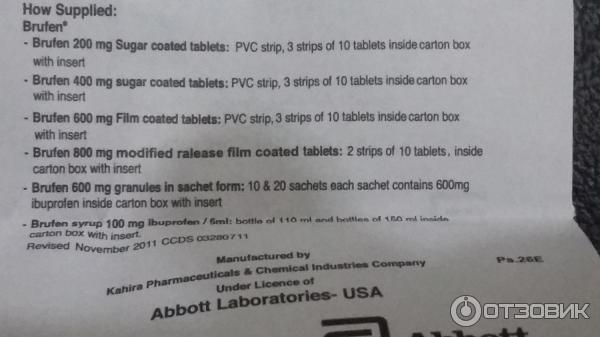 How Supplied:
Brufen®
- Brufen 200 mg Sugar coated tablets: PVC strip, 3 strips of 10 tablets inside carton box
with insert
- Brufen 400 mg sugar coated tablets: PVC strip, 3 strips of 10 tablets inside carton box
with insert
- Brufen 600 mg Film coated tablets: PVC strip, 3 strips of 10 tablets inside carton box
with insert
- Brufen 800 mg modified ralease film coated tablets: 2 strips of 10 tablets, inside
carton box with insert
- Brufen 600 mg granules in sachet form: 10 & 20 sachets each sachet contains 600mg
ibuprofen inside carton box with insert
- Brufen syrup 100 mg ibuprofen / 5ml: bottle of 110 ml and bottles of 150 ml inside
carton box with insert.
Revised November 2011 CCDS 03280711
Manufactured by
Ps.26E
Kahira Pharmaceuticals & Chemical Industries Company
Under Licence of
Abbott Laboratories- USA
Abbott
ОТЗОВИК